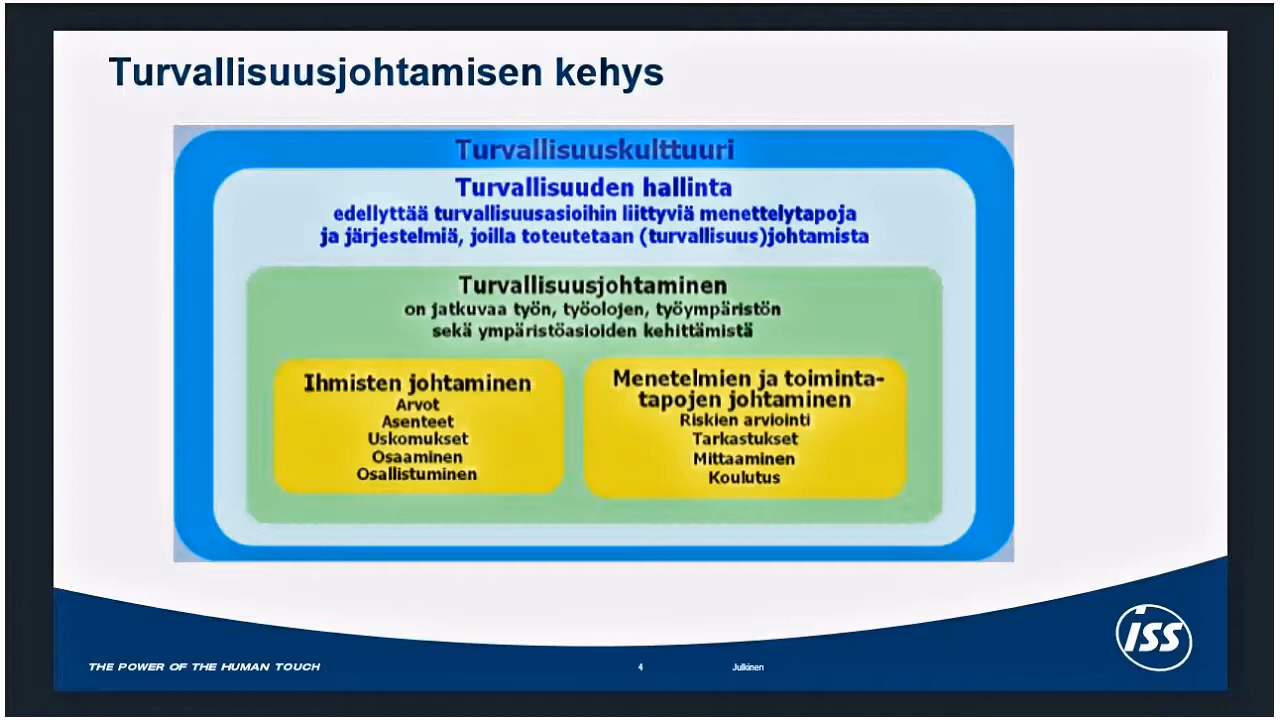 Turvallisuusjohtamisen kehys
Turvallisuuskulttuuri
Turvallisuuden hallinta
edellyttää turvallisuusasioihin liittyviä menettelytapoja
ja järjestelmiä, joilla toteutetaan (turvallisuus)johtamista
Turvallisuusjohtaminen
on jatkuvaa työn, työolojen, työympäristön
sekä ympäristöasioiden kehittämistä
Ihmisten johtaminen
Arvot
Asenteet
Uskomukset
Osaaminen
Osallistuminen
Menetelmien ja toiminta-
tapojen johtaminen
Riskien arviointi
Tarkastukset
Mittaaminen
Koulutus
THE POWER OF THE HUMAN TOUCH
4
Julkinen
ISS